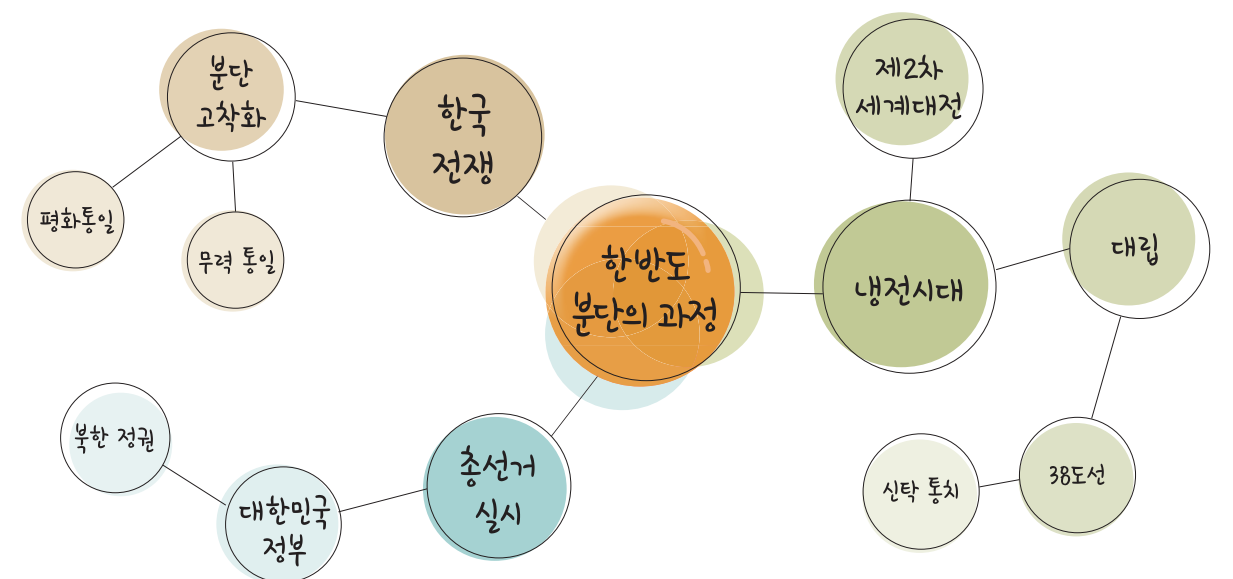 분단
고착화
한국
전쟁
제2차
세계대전
평화통일
무력 통일
한반도
분단의 과정
냉전시대
대립
북한 정권
대한민국
정부
총선거
실시
신탁 통치
38도선